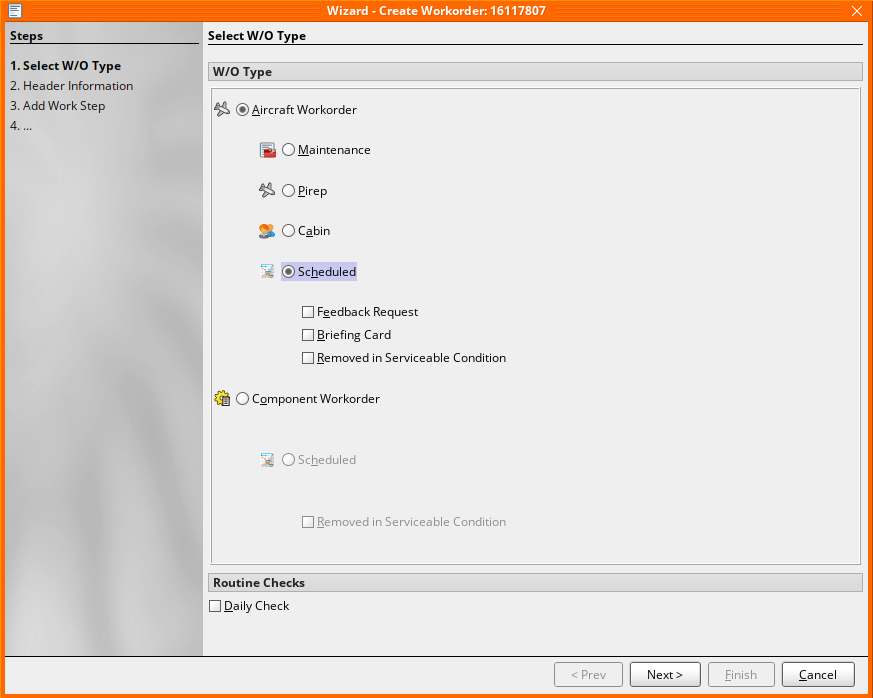 Wizard - Create Workorder: 16117807
Steps
1. Select W/O Type
2. Header Information
3. Add Work Step
4. ...
Select W/O Type
W/O Type
Aircraft Workorder
Maintenance
Pirep
Cabin
Scheduled
Feedback Request
Briefing Card
Removed in Serviceable Condition
Component Workorder
Scheduled
Removed in Serviceable Condition
Routine Checks
Daily Check
< Prev
Next >
Finish
Cancel